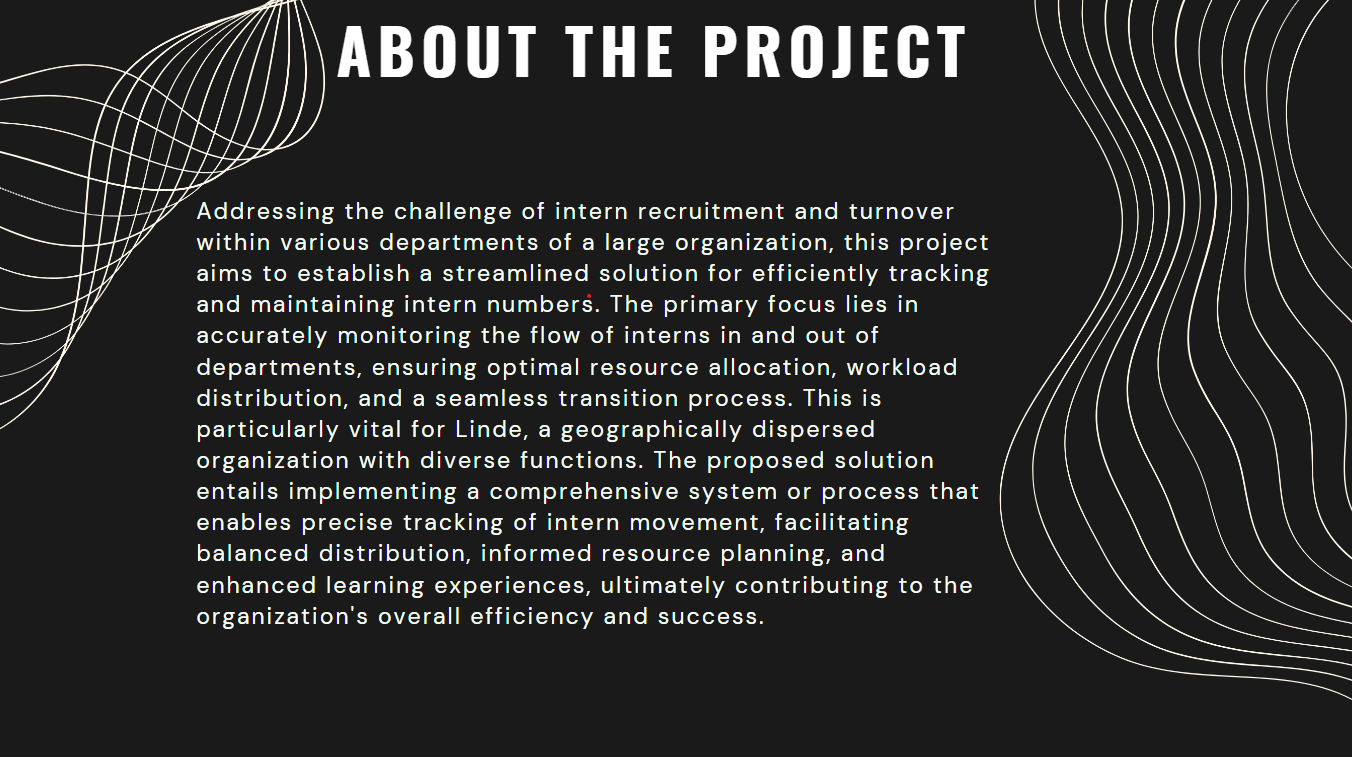 ABOUT THE PROJECT
Addressing the challenge of intern recruitment and turnover
within various departments of a large organization, this project
aims to establish a streamlined solution for efficiently tracking
and maintaining intern numbers. The primary focus lies in
accurately monitoring the flow of interns in and out of
departments, ensuring optimal resource allocation, workload
distribution, and a seamless transition process. This is
particularly vital for Linde, a geographically dispersed
organization with diverse functions. The proposed solution
entails implementing a comprehensive system or process that
enables precise tracking of intern movement, facilitating
balanced distribution, informed resource planning, and
enhanced learning experiences, ultimately contributing to the
organization's overall efficiency and success.